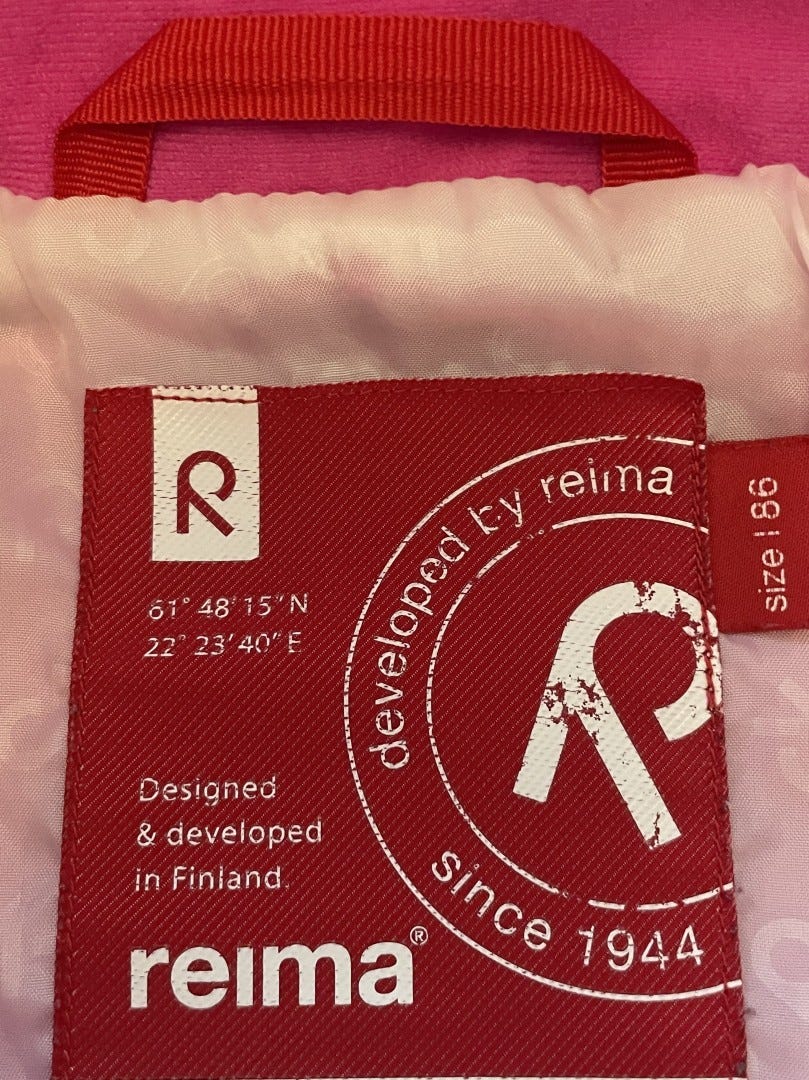 R
61° 48' 15" N
22° 23' 40" E
Designed
& developed
in Finland.
reima®
developed by reima
R
since 1944
size | 86